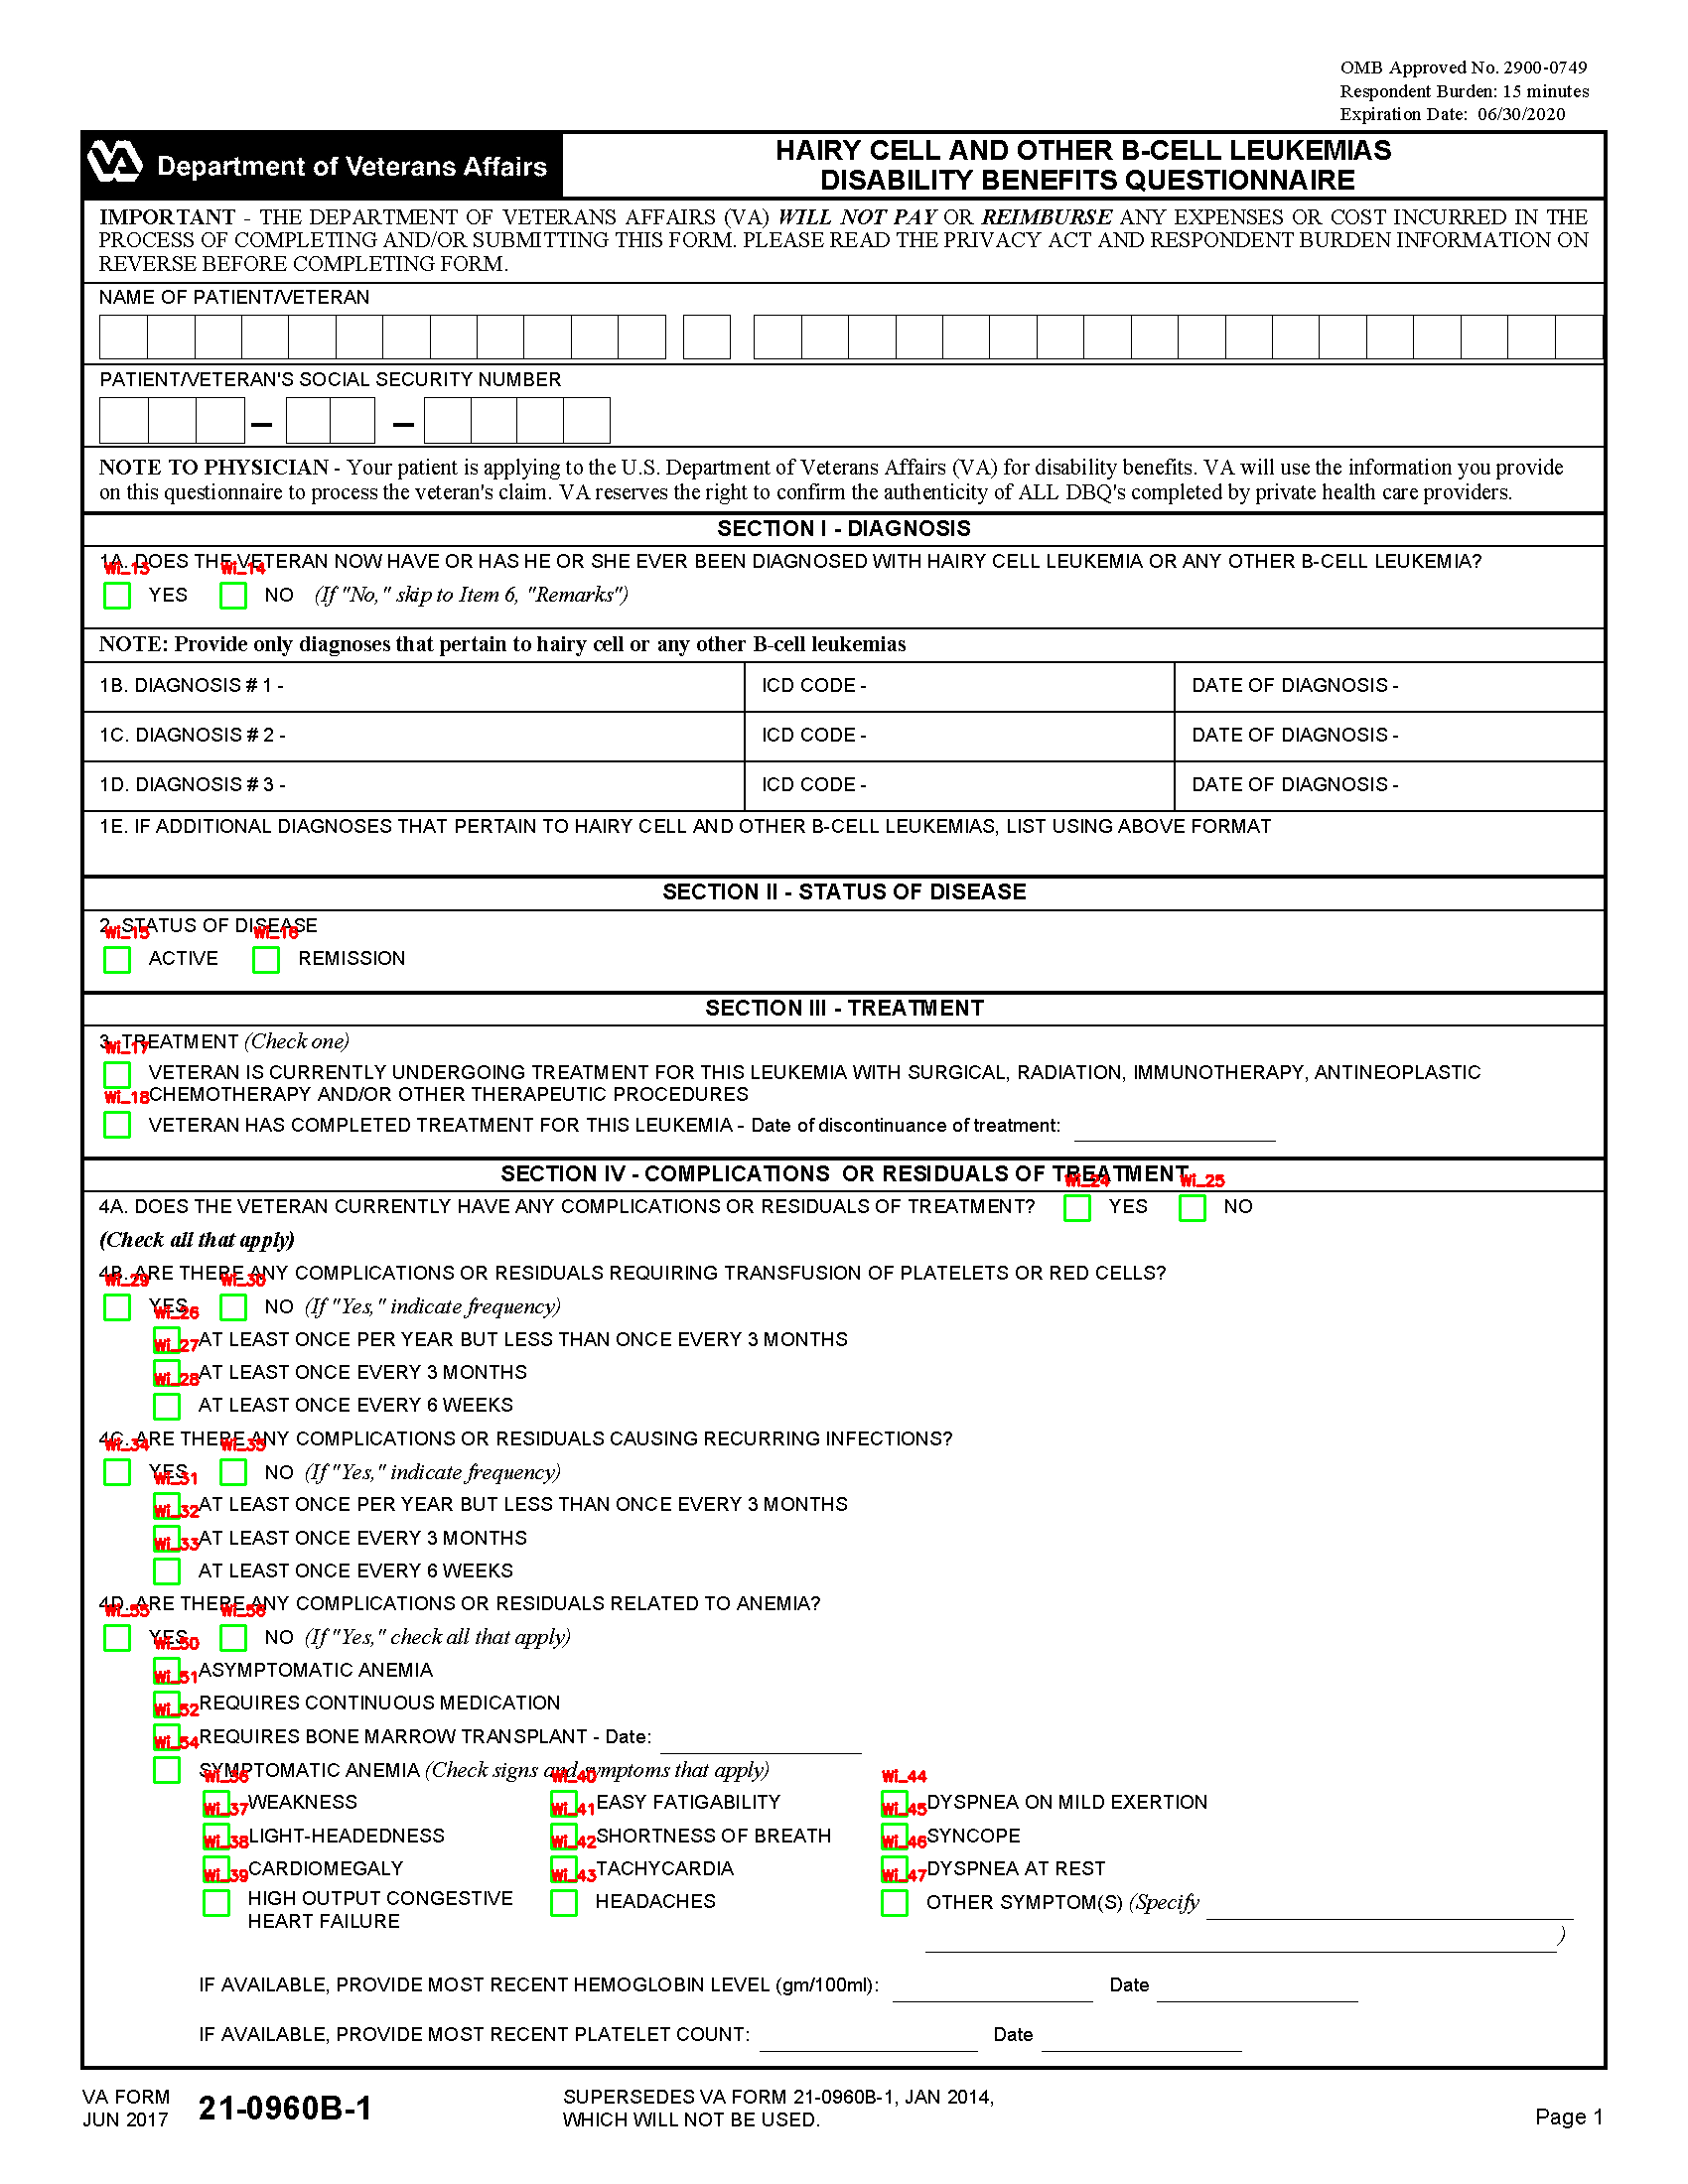 OMB Approved No. 2900-0749
Respondent Burden: 15 minutes
Expiration Date: 06/30/2020
VA Department of Veterans Affairs
HAIRY CELL AND OTHER B-CELL LEUKEMIAS
DISABILITY BENEFITS QUESTIONNAIRE
IMPORTANT - THE DEPARTMENT OF VETERANS AFFAIRS (VA) WILL NOT PAY OR REIMBURSE ANY EXPENSES OR COST INCURRED IN THE
PROCESS OF COMPLETING AND/OR SUBMITTING THIS FORM. PLEASE READ THE PRIVACY ACT AND RESPONDENT BURDEN INFORMATION ON
REVERSE BEFORE COMPLETING FORM.
NAME OF PATIENT/VETERAN
PATIENT/VETERAN'S SOCIAL SECURITY NUMBER
NOTE TO PHYSICIAN - Your patient is applying to the U.S. Department of Veterans Affairs (VA) for disability benefits. VA will use the information you provide
on this questionnaire to process the veteran's claim. VA reserves the right to confirm the authenticity of ALL DBQ's completed by private health care providers.
SECTION I - DIAGNOSIS
1A. DOES THE VETERAN NOW HAVE OR HAS HE OR SHE EVER BEEN DIAGNOSED WITH HAIRY CELL LEUKEMIA OR ANY OTHER B-CELL LEUKEMIA?
Wi_13 Wi_14
YES NO (If "No," skip to Item 6, "Remarks")
NOTE: Provide only diagnoses that pertain to hairy cell or any other B-cell leukemias
1B. DIAGNOSIS # 1 - ICD CODE - DATE OF DIAGNOSIS -
1C. DIAGNOSIS # 2 - ICD CODE - DATE OF DIAGNOSIS -
1D. DIAGNOSIS # 3 - ICD CODE - DATE OF DIAGNOSIS -
1E. IF ADDITIONAL DIAGNOSES THAT PERTAIN TO HAIRY CELL AND OTHER B-CELL LEUKEMIAS, LIST USING ABOVE FORMAT
SECTION II - STATUS OF DISEASE
2. STATUS OF DISEASE
Wi_15 Wi_16
ACTIVE REMISSION
SECTION III - TREATMENT
3. TREATMENT (Check one)
Wi_17
VETERAN IS CURRENTLY UNDERGOING TREATMENT FOR THIS LEUKEMIA WITH SURGICAL, RADIATION, IMMUNOTHERAPY, ANTINEOPLASTIC
Wi_18 CHEMOTHERAPY AND/OR OTHER THERAPEUTIC PROCEDURES
VETERAN HAS COMPLETED TREATMENT FOR THIS LEUKEMIA - Date of discontinuance of treatment:
SECTION IV - COMPLICATIONS OR RESIDUALS OF TREATMENT
Wi_24 Wi_25
4A. DOES THE VETERAN CURRENTLY HAVE ANY COMPLICATIONS OR RESIDUALS OF TREATMENT? YES NO
(Check all that apply)
4B. ARE THERE ANY COMPLICATIONS OR RESIDUALS REQUIRING TRANSFUSION OF PLATELETS OR RED CELLS?
Wi_29 Wi_30
YES NO (If "Yes," indicate frequency)
Wi_26
AT LEAST ONCE PER YEAR BUT LESS THAN ONCE EVERY 3 MONTHS
Wi_27
AT LEAST ONCE EVERY 3 MONTHS
Wi_28
AT LEAST ONCE EVERY 6 WEEKS
4C. ARE THERE ANY COMPLICATIONS OR RESIDUALS CAUSING RECURRING INFECTIONS?
Wi_34 Wi_35
YES NO (If "Yes," indicate frequency)
Wi_31
AT LEAST ONCE PER YEAR BUT LESS THAN ONCE EVERY 3 MONTHS
Wi_32
AT LEAST ONCE EVERY 3 MONTHS
Wi_33
AT LEAST ONCE EVERY 6 WEEKS
4D. ARE THERE ANY COMPLICATIONS OR RESIDUALS RELATED TO ANEMIA?
Wi_55 Wi_56
YES NO (If "Yes," check all that apply)
Wi_50
ASYMPTOMATIC ANEMIA
Wi_51
REQUIRES CONTINUOUS MEDICATION
Wi_52
REQUIRES BONE MARROW TRANSPLANT - Date:
Wi_54
SYMPTOMATIC ANEMIA (Check signs and symptoms that apply)
Wi_36 Wi_40 Wi_44
WEAKNESS EASY FATIGABILITY DYSPNEA ON MILD EXERTION
Wi_37 Wi_41 Wi_45
LIGHT-HEADEDNESS SHORTNESS OF BREATH SYNCOPE
Wi_38 Wi_42 Wi_46
CARDIOMEGALY TACHYCARDIA DYSPNEA AT REST
Wi_39 Wi_43 Wi_47
HIGH OUTPUT CONGESTIVE HEADACHES OTHER SYMPTOM(S) (Specify
HEART FAILURE
)
IF AVAILABLE, PROVIDE MOST RECENT HEMOGLOBIN LEVEL (gm/100ml): Date
IF AVAILABLE, PROVIDE MOST RECENT PLATELET COUNT: Date
VA FORM
JUN 2017
21-0960B-1
SUPERSEDES VA FORM 21-0960B-1, JAN 2014,
WHICH WILL NOT BE USED.
Page 1